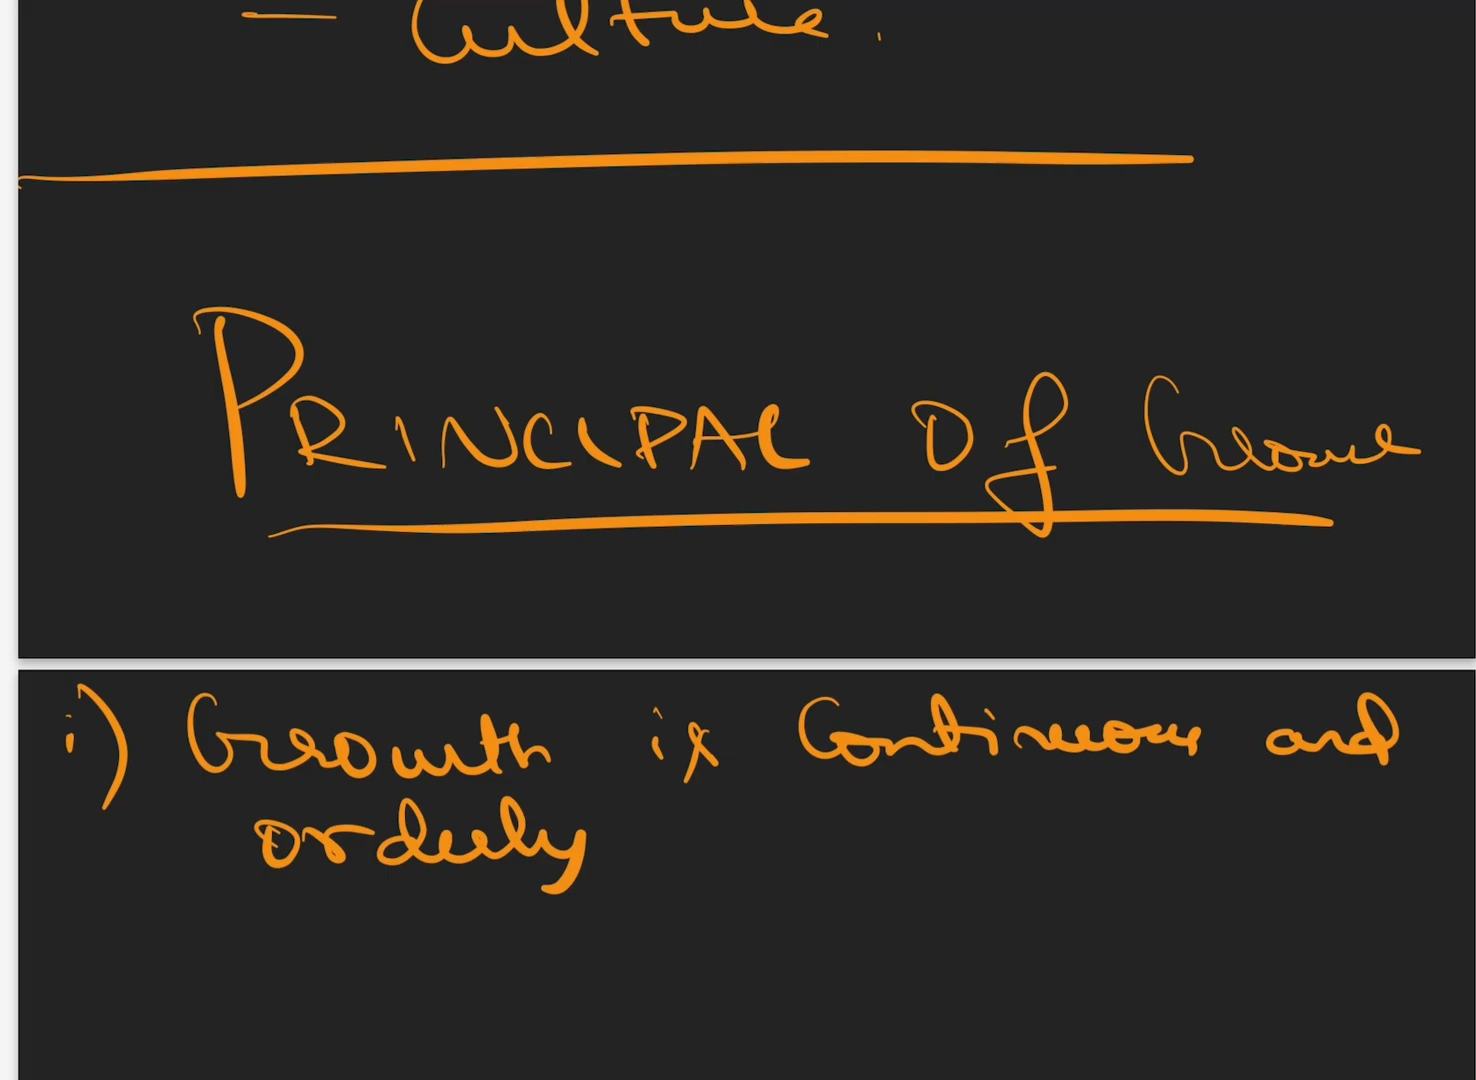 - Culture.
PRINCIPAL Of
i) Growth is Continuous and
orderly